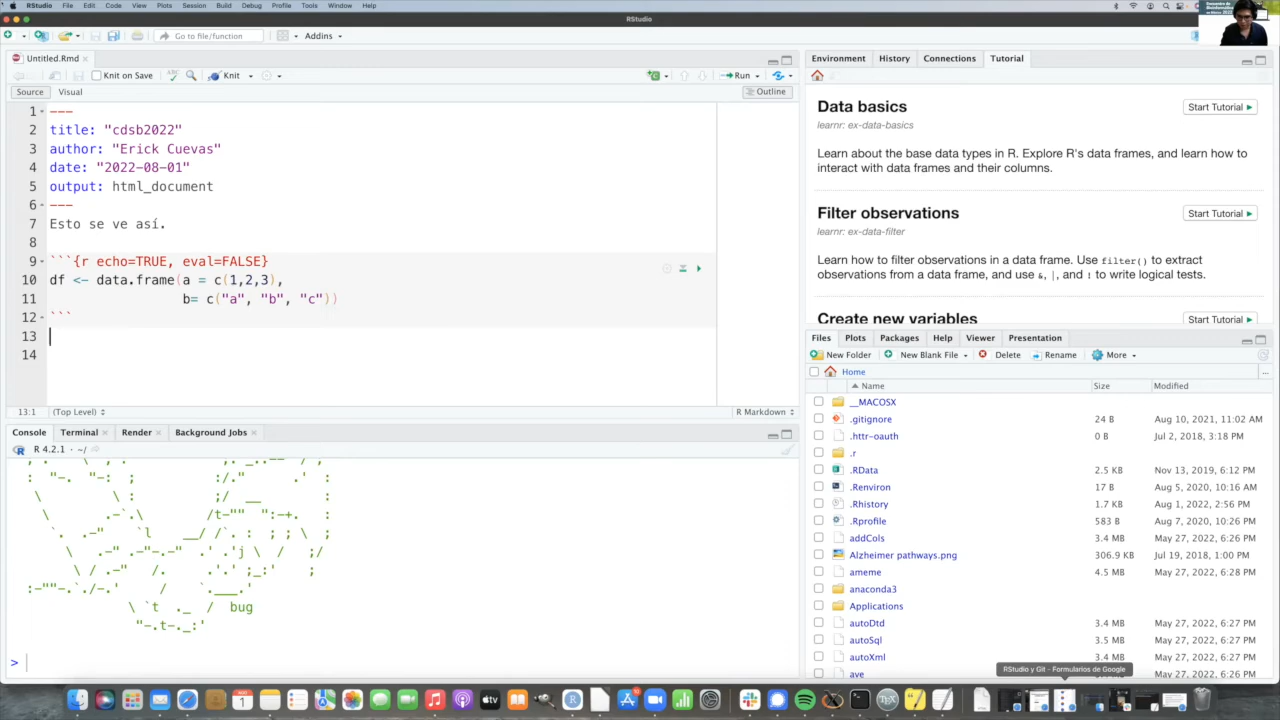 RStudio File Edit Code View Plots Session Build Debug Profile Tools Window Help
RStudio
Go to file/function Addins
Untitled.Rmd
Knit on Save Knit Run
Source Visual Outline
1 ---
2 title: "cdsb2022"
3 author: "Erick Cuevas"
4 date: "2022-08-01"
5 output: html_document
6 ---
7 Esto se ve así.
8
9 ```{r echo=TRUE, eval=FALSE}
10 df <- data.frame(a = c(1,2,3),
11 b= c("a", "b", "c"))
12 ```
13
14
13:1 (Top Level) R Markdown
Console Terminal Render Background Jobs
R 4.2.1 · ~/
bug
>
Environment History Connections Tutorial
Data basics Start Tutorial
learnr: ex-data-basics
Learn about the base data types in R. Explore R's data frames, and learn how to
interact with data frames and their columns.
Filter observations Start Tutorial
learnr: ex-data-filter
Learn how to filter observations in a data frame. Use filter() to extract
observations from a data frame, and use &, |, and ! to write logical tests.
Create new variables Start Tutorial
Files Plots Packages Help Viewer Presentation
New Folder New Blank File Delete Rename More
Home
Name Size Modified
__MACOSX
.gitignore 24 B Aug 10, 2021, 11:02 AM
.httr-oauth 0 B Jul 2, 2018, 3:18 PM
.r
.RData 2.5 KB Nov 13, 2019, 6:12 PM
.Renviron 17 B Aug 5, 2020, 10:16 AM
.Rhistory 1.7 KB Aug 1, 2022, 2:56 PM
.Rprofile 583 B Aug 7, 2020, 10:26 PM
addCols 3.4 MB May 27, 2022, 6:26 PM
Alzheimer pathways.png 306.9 KB Jul 19, 2018, 1:00 PM
ameme 4.5 MB May 27, 2022, 6:28 PM
anaconda3
Applications
autoDtd 3.4 MB May 27, 2022, 6:27 PM
autoSql 3.5 MB May 27, 2022, 6:27 PM
autoXml 3.4 MB May 27, 2022, 6:27 PM
ave
RStudio y Git - Formularios de Google